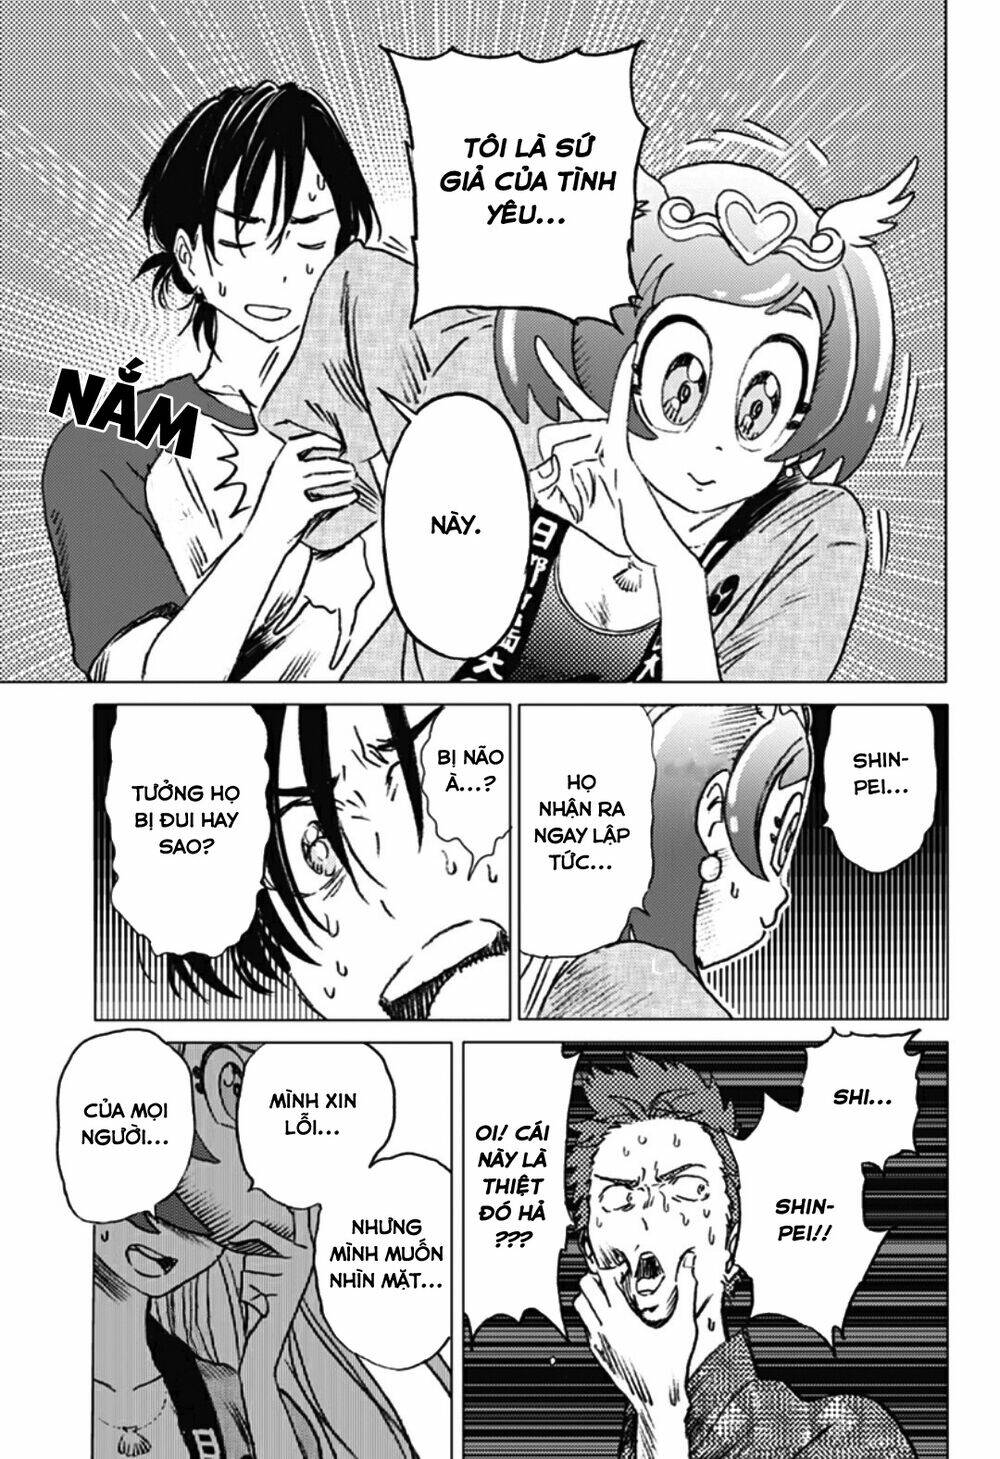 TÔI LÀ SỨ
GIẢ CỦA TÌNH
YÊU...
NẮM
NÀY.
SHIN-
PEI...
HỌ
NHẬN RA
NGAY LẬP
TỨC...
BỊ NÃO
À...?
TƯỞNG HỌ
BỊ ĐUI HAY
SAO?
SHI...
SHIN-
PEI!!
OI! CÁI
NÀY LÀ
THIỆT
ĐÓ HẢ
???
MÌNH XIN
LỖI...
NHƯNG
MÌNH MUỐN
NHÌN MẶT...
CỦA MỌI
NGƯỜI...
日